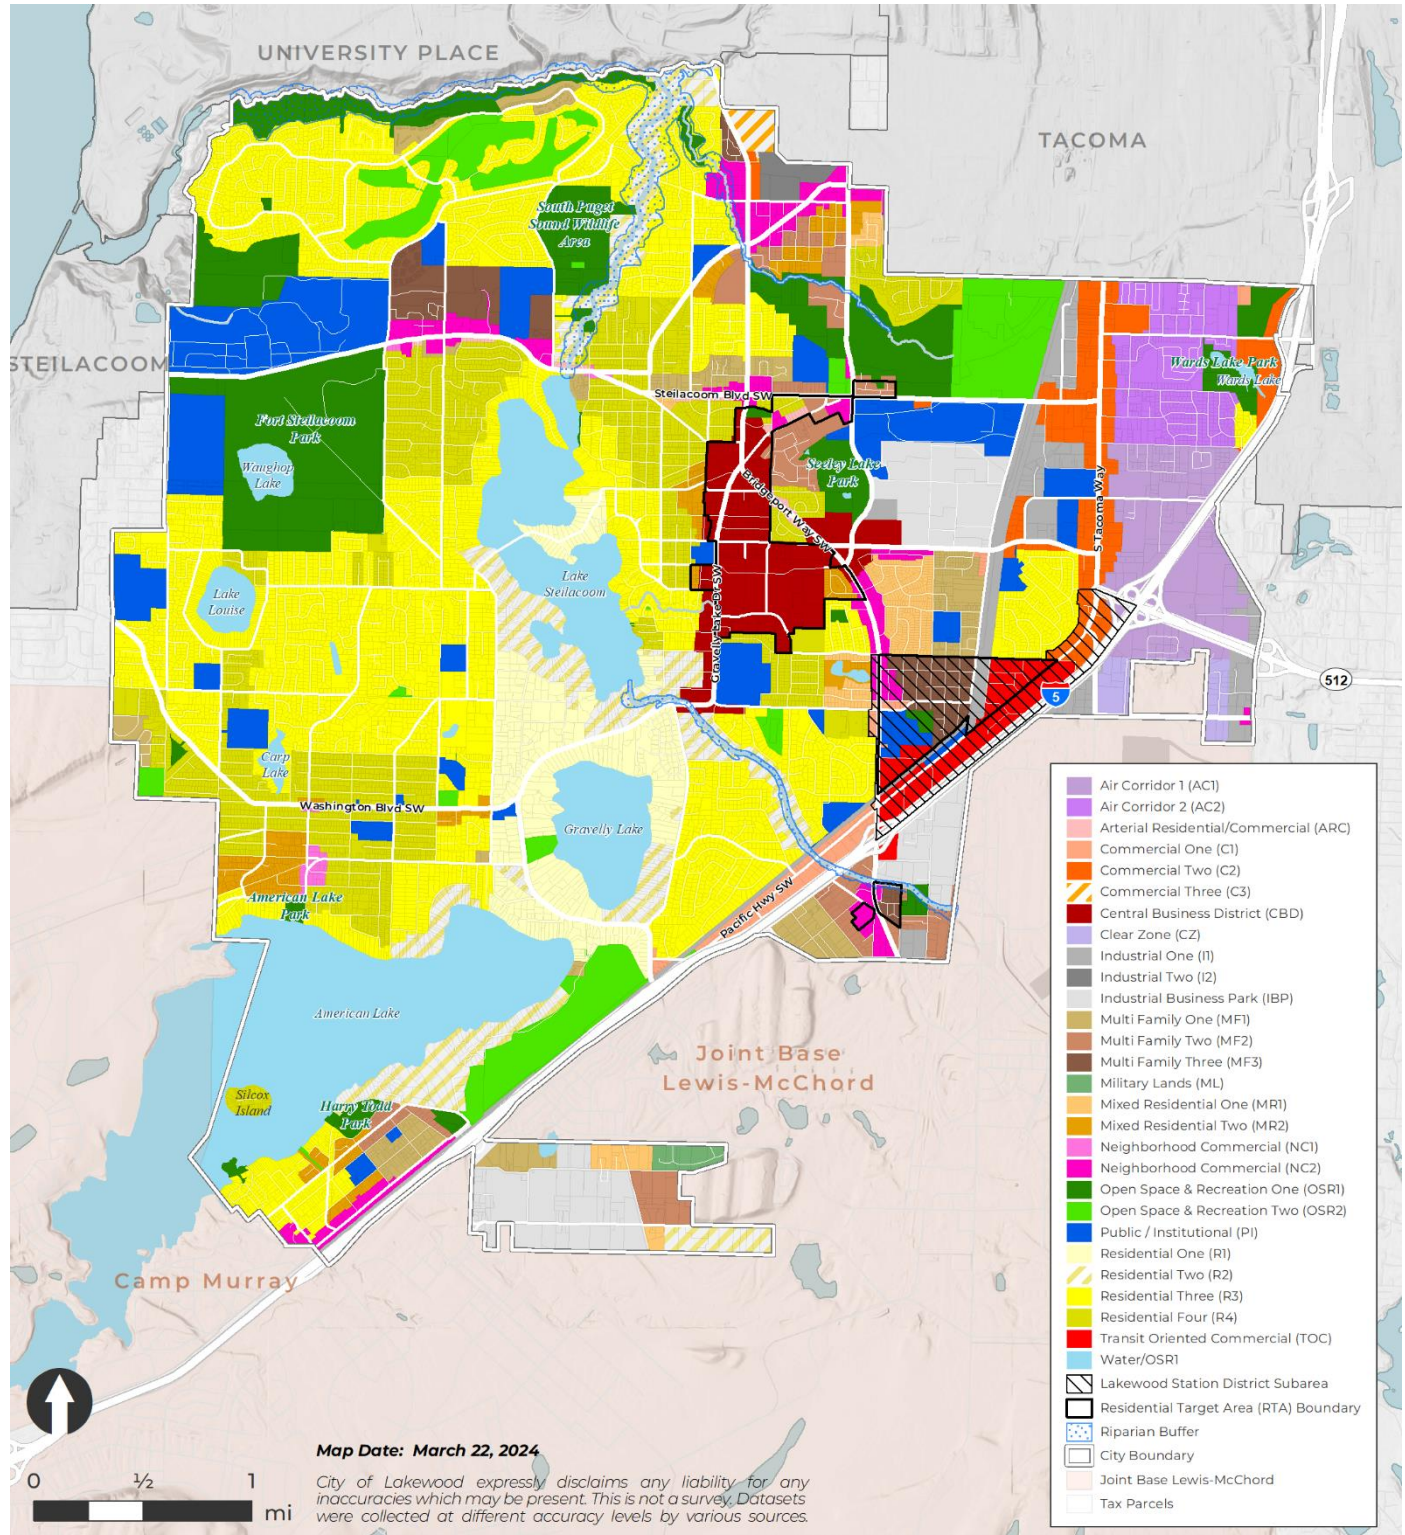 UNIVERSITY PLACE
TACOMA
South Puget
Sound Wildlife
Area
STEILACOOM
Wards Lake Park
Wards Lake
Steilacoom Blvd SW
Fort Steilacoom
Park
Waughop
Lake
Seeley Lake
Park
Bridgeport Way SW
S Tacoma Way
Lake
Steilacoom
Lake
Louise
Gravelly Lake Dr SW
512
5
Carp
Lake
Washington Blvd SW
Gravelly Lake
American Lake
Park
Pacific Hwy SW
American Lake
Joint Base
Lewis-McChord
Silcox
Island
Harry Todd
Park
Camp Murray
Air Corridor 1 (AC1)
Air Corridor 2 (AC2)
Arterial Residential/Commercial (ARC)
Commercial One (C1)
Commercial Two (C2)
Commercial Three (C3)
Central Business District (CBD)
Clear Zone (CZ)
Industrial One (I1)
Industrial Two (I2)
Industrial Business Park (IBP)
Multi Family One (MF1)
Multi Family Two (MF2)
Multi Family Three (MF3)
Military Lands (ML)
Mixed Residential One (MR1)
Mixed Residential Two (MR2)
Neighborhood Commercial (NC1)
Neighborhood Commercial (NC2)
Open Space & Recreation One (OSR1)
Open Space & Recreation Two (OSR2)
Public / Institutional (PI)
Residential One (R1)
Residential Two (R2)
Residential Three (R3)
Residential Four (R4)
Transit Oriented Commercial (TOC)
Water/OSR1
Lakewood Station District Subarea
Residential Target Area (RTA) Boundary
Riparian Buffer
City Boundary
Joint Base Lewis-McChord
Tax Parcels
0 ½ 1
mi
Map Date: March 22, 2024
City of Lakewood expressly disclaims any liability for any
inaccuracies which may be present. This is not a survey. Datasets
were collected at different accuracy levels by various sources.